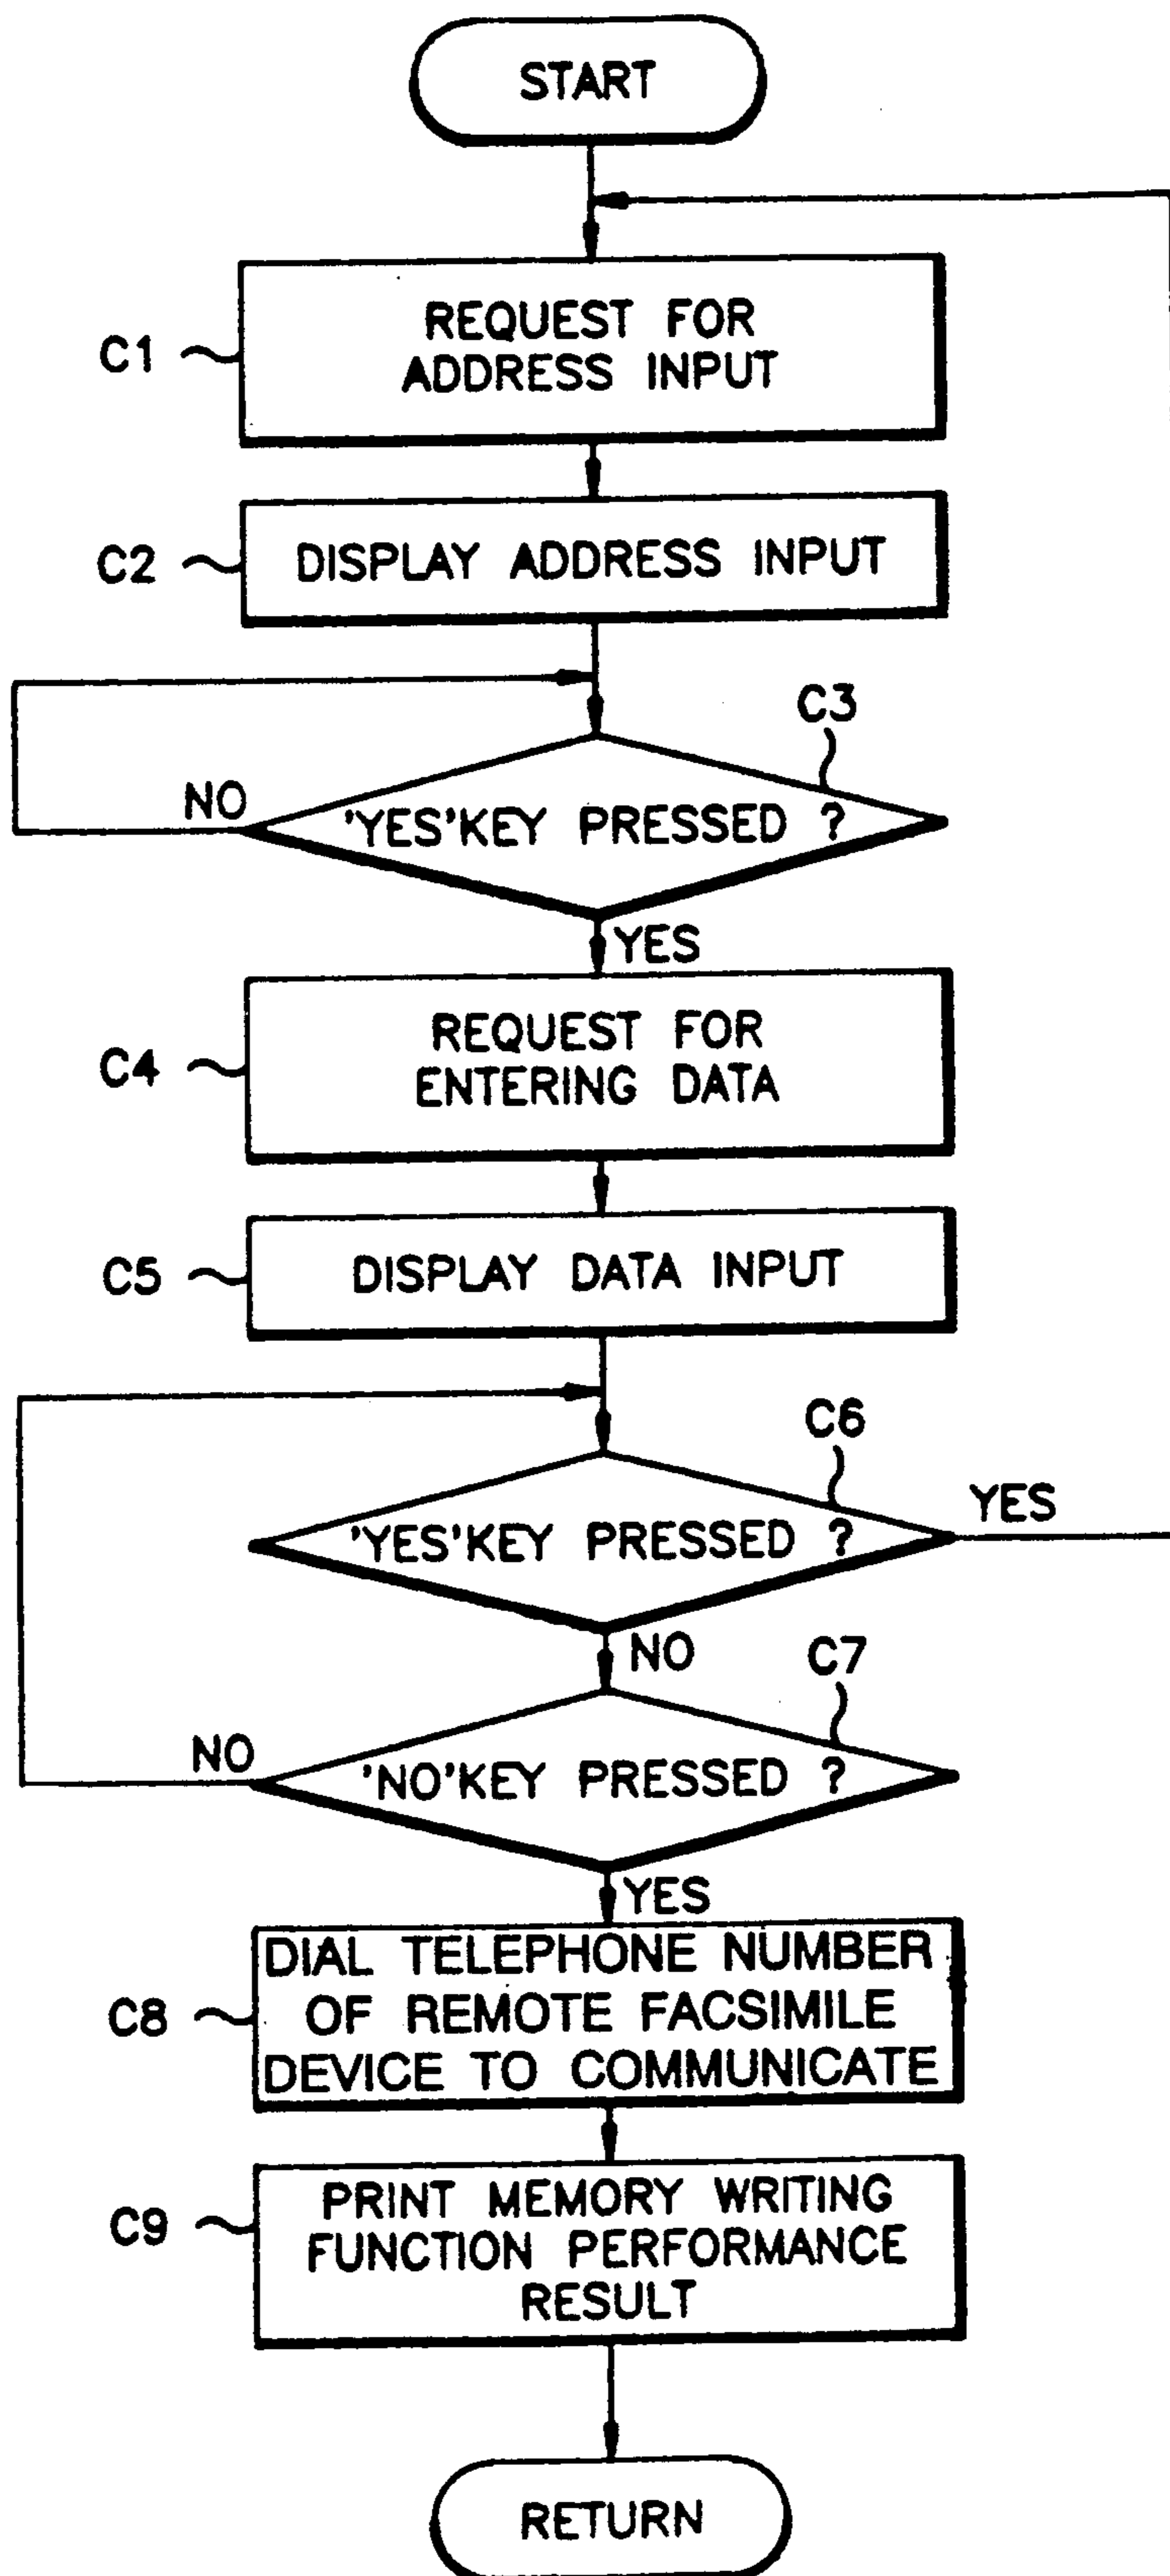 START
C1
REQUEST FOR
ADDRESS INPUT
C2
DISPLAY ADDRESS INPUT
C3
NO
'YES'KEY PRESSED ?
YES
C4
REQUEST FOR
ENTERING DATA
C5
DISPLAY DATA INPUT
C6
'YES'KEY PRESSED ?
YES
NO
C7
NO
'NO'KEY PRESSED ?
YES
C8
DIAL TELEPHONE NUMBER
OF REMOTE FACSIMILE
DEVICE TO COMMUNICATE
C9
PRINT MEMORY WRITING
FUNCTION PERFORMANCE
RESULT
RETURN